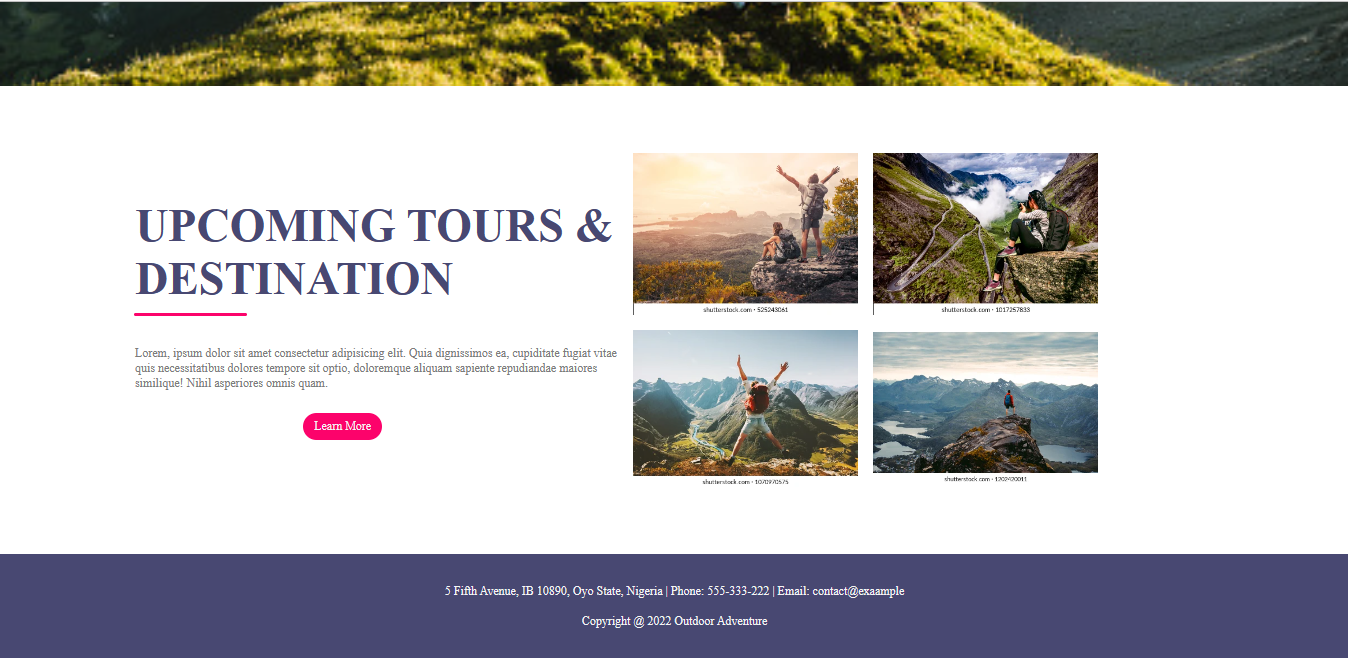 UPCOMING TOURS &
DESTINATION
Lorem, ipsum dolor sit amet consectetur adipisicing elit. Quia dignissimos ea, cupiditate fugiat vitae
quis necessitatibus dolores tempore sit optio, doloremque aliquam sapiente repudiandae maiores
similique! Nihil asperiores omnis quam.
Learn More
shutterstock.com • 525243061
shutterstock.com • 1017257833
shutterstock.com • 1070970575
shutterstock.com • 1202420011
5 Fifth Avenue, IB 10890, Oyo State, Nigeria | Phone: 555-333-222 | Email: contact@exaample
Copyright @ 2022 Outdoor Adventure